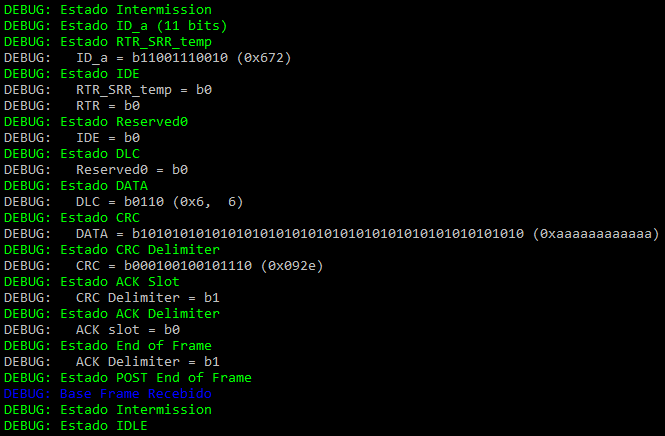 DEBUG: Estado Intermission
DEBUG: Estado ID_a (11 bits)
DEBUG: Estado RTR_SRR_temp
DEBUG:   ID_a = b11001110010 (0x672)
DEBUG: Estado IDE
DEBUG:   RTR_SRR_temp = b0
DEBUG:   RTR = b0
DEBUG: Estado Reserved0
DEBUG:   IDE = b0
DEBUG: Estado DLC
DEBUG:   Reserved0 = b0
DEBUG: Estado DATA
DEBUG:   DLC = b0110 (0x6,  6)
DEBUG: Estado CRC
DEBUG:   DATA = b101010101010101010101010101010101010101010101010 (0xaaaaaaaaaaaa)
DEBUG: Estado CRC Delimiter
DEBUG:   CRC = b000100100101110 (0x092e)
DEBUG: Estado ACK Slot
DEBUG:   CRC Delimiter = b1
DEBUG: Estado ACK Delimiter
DEBUG:   ACK slot = b0
DEBUG: Estado End of Frame
DEBUG:   ACK Delimiter = b1
DEBUG: Estado POST End of Frame
DEBUG: Base Frame Recebido
DEBUG: Estado Intermission
DEBUG: Estado IDLE